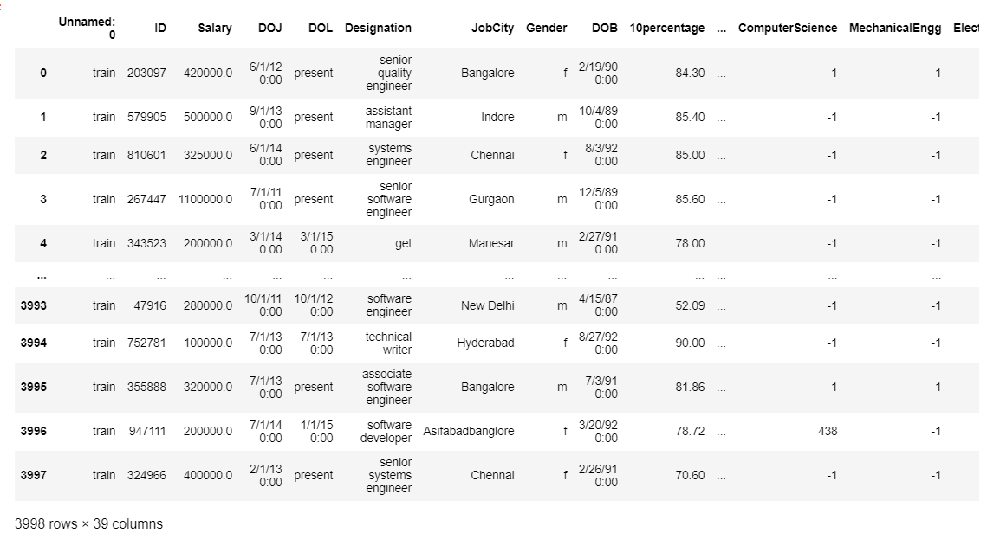 Unnamed: 0 ID Salary DOJ DOL Designation JobCity Gender DOB 10percentage ... ComputerScience MechanicalEngg Elect
0 train 203097 420000.0 6/1/12 0:00 present senior quality engineer Bangalore f 2/19/90 0:00 84.30 ... -1 -1
1 train 579905 500000.0 9/1/13 0:00 present assistant manager Indore m 10/4/89 0:00 85.40 ... -1 -1
2 train 810601 325000.0 6/1/14 0:00 present systems engineer Chennai f 8/3/92 0:00 85.00 ... -1 -1
3 train 267447 1100000.0 7/1/11 0:00 present senior software engineer Gurgaon m 12/5/89 0:00 85.60 ... -1 -1
4 train 343523 200000.0 3/1/14 0:00 3/1/15 0:00 get Manesar m 2/27/91 0:00 78.00 ... -1 -1
... ... ... ... ... ... ... ... ... ... ... ... ... ...
3993 train 47916 280000.0 10/1/11 0:00 10/1/12 0:00 software engineer New Delhi m 4/15/87 0:00 52.09 ... -1 -1
3994 train 752781 100000.0 7/1/13 0:00 7/1/13 0:00 technical writer Hyderabad f 8/27/92 0:00 90.00 ... -1 -1
3995 train 355888 320000.0 7/1/13 0:00 present associate software engineer Bangalore m 7/3/91 0:00 81.86 ... -1 -1
3996 train 947111 200000.0 7/1/14 0:00 1/1/15 0:00 software developer Asifabadbanglore f 3/20/92 0:00 78.72 ... 438 -1
3997 train 324966 400000.0 2/1/13 0:00 present senior systems engineer Chennai f 2/26/91 0:00 70.60 ... -1 -1
3998 rows × 39 columns